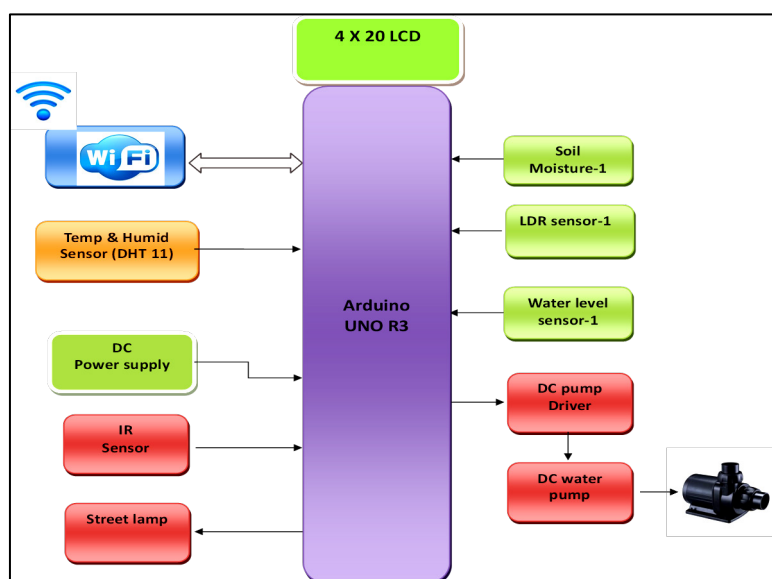 4 X 20 LCD
WiFi
Temp & Humid
Sensor (DHT 11)
DC
Power supply
IR
Sensor
Street lamp
Arduino
UNO R3
Soil
Moisture-1
LDR sensor-1
Water level
sensor-1
DC pump
Driver
DC water
pump